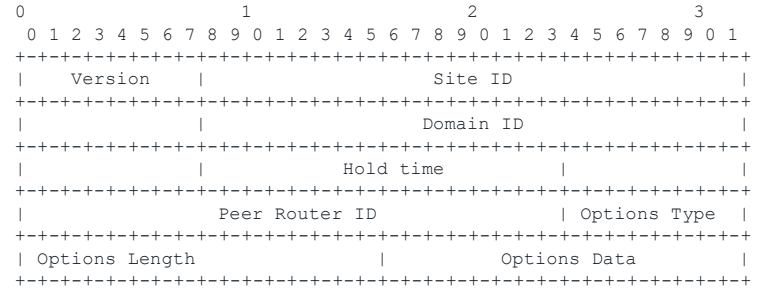 0                   1                   2                   3
 0 1 2 3 4 5 6 7 8 9 0 1 2 3 4 5 6 7 8 9 0 1 2 3 4 5 6 7 8 9 0 1
+-+-+-+-+-+-+-+-+-+-+-+-+-+-+-+-+-+-+-+-+-+-+-+-+-+-+-+-+-+-+-+-+
|    Version    |                    Site ID                    |
+-+-+-+-+-+-+-+-+-+-+-+-+-+-+-+-+-+-+-+-+-+-+-+-+-+-+-+-+-+-+-+-+
|               |                   Domain ID                   |
+-+-+-+-+-+-+-+-+-+-+-+-+-+-+-+-+-+-+-+-+-+-+-+-+-+-+-+-+-+-+-+-+
|               |            Hold time          |               |
+-+-+-+-+-+-+-+-+-+-+-+-+-+-+-+-+-+-+-+-+-+-+-+-+-+-+-+-+-+-+-+-+
|                 Peer Router ID                | Options Type  |
+-+-+-+-+-+-+-+-+-+-+-+-+-+-+-+-+-+-+-+-+-+-+-+-+-+-+-+-+-+-+-+-+
| Options Length                |          Options Data         |
+-+-+-+-+-+-+-+-+-+-+-+-+-+-+-+-+-+-+-+-+-+-+-+-+-+-+-+-+-+-+-+-+